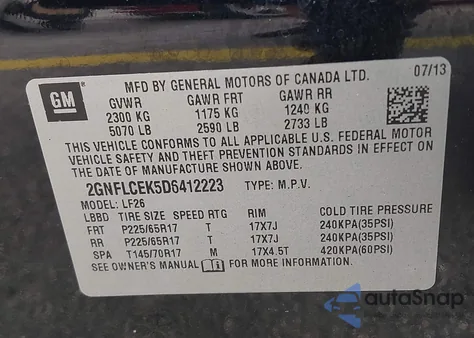 GM
MFD BY GENERAL MOTORS OF CANADA LTD.
07/13
GVWR GAWR FRT GAWR RR
2300 KG 1175 KG 1240 KG
5070 LB 2590 LB 2733 LB
THIS VEHICLE CONFORMS TO ALL APPLICABLE U.S. FEDERAL MOTOR
VEHICLE SAFETY AND THEFT PREVENTION STANDARDS IN EFFECT ON
THE DATE OF MANUFACTURE SHOWN ABOVE.
2GNFLCEK5D6412223 TYPE: M.P.V.
MODEL: LF26
LBBD TIRE SIZE SPEED RTG RIM COLD TIRE PRESSURE
FRT P225/65R17 T 17X7J 240KPA(35PSI)
RR P225/65R17 T 17X7J 240KPA(35PSI)
SPA T145/70R17 M 17X4.5T 420KPA(60PSI)
SEE OWNER'S MANUAL FOR MORE INFORMATION.
autoSnap